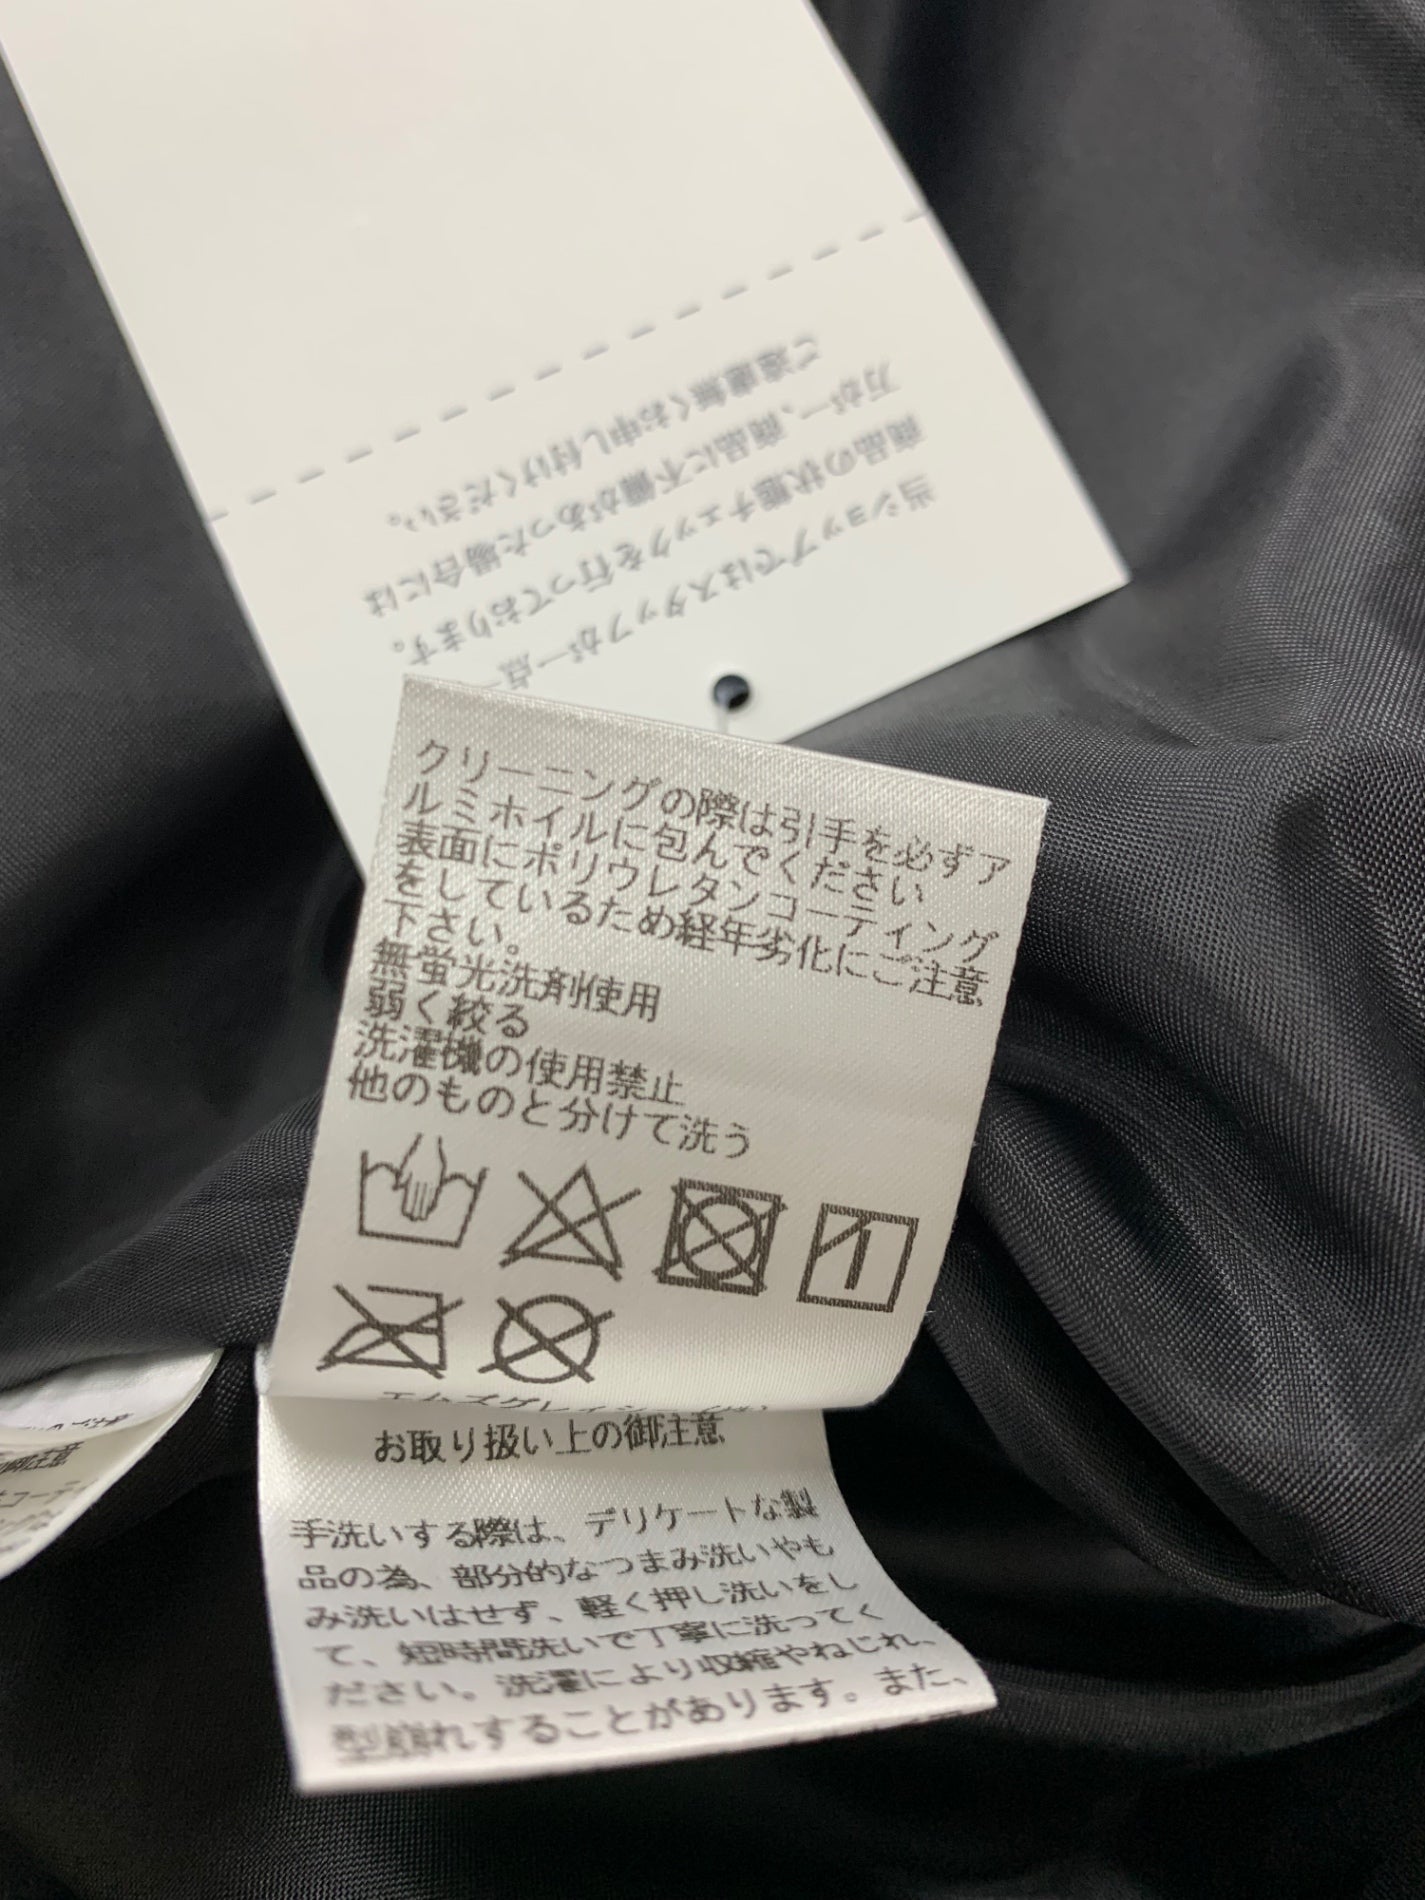 当ショップではスタッフが一点一
商品の状態チェックを行っております。
万が一、商品に不備があった場合には
ご遠慮無くお申し付けください。
クリーニングの際は引手を必ずア
ルミホイルに包んでください
表面にポリウレタンコーティング
をしているため経年劣化にご注意
下さい。
無蛍光洗剤使用
弱く絞る
洗濯機の使用禁止
他のものと分けて洗う
お取り扱い上の御注意
手洗いする際は、デリケートな製
品の為、部分的なつまみ洗いやも
み洗いはせず、軽く押し洗いをし
て、短時間洗いで丁寧に洗ってく
ださい。洗濯により収縮やねじれ、
型崩れすることがあります。また、
御注意